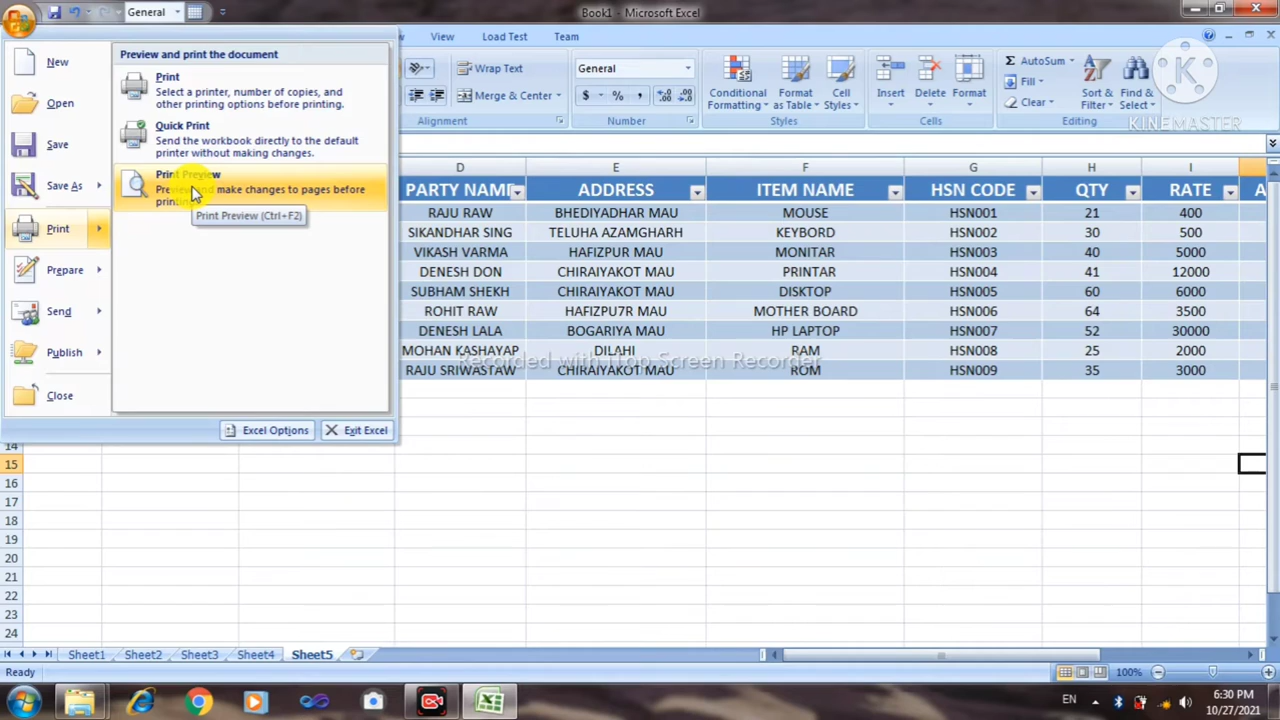 General
Book1 - Microsoft Excel
View Load Test Team
New
Open
Save
Save As
Print
Prepare
Send
Publish
Close
Preview and print the document
Print
Select a printer, number of copies, and
other printing options before printing.
Quick Print
Send the workbook directly to the default
printer without making changes.
Print Preview
Preview and make changes to pages before
printing.
Print Preview (Ctrl+F2)
Excel Options Exit Excel
Wrap Text
Merge & Center
Alignment
General
$ % ,
Number
Conditional Formatting
Format as Table
Cell Styles
Styles
Insert Delete Format
Cells
AutoSum
Fill
Clear
Sort & Filter
Find & Select
Editing
K
KINEMASTER
D E F G H I
PARTY NAME ADDRESS ITEM NAME HSN CODE QTY RATE A
RAJU RAW BHEDIYADHAR MAU MOUSE HSN001 21 400
SIKANDHAR SING TELUHA AZAMGHARH KEYBORD HSN002 30 500
VIKASH VARMA HAFIZPUR MAU MONITAR HSN003 40 5000
DENESH DON CHIRAIYAKOT MAU PRINTAR HSN004 41 12000
SUBHAM SHEKH CHIRAIYAKOT MAU DISKTOP HSN005 60 6000
ROHIT RAW HAFIZPU7R MAU MOTHER BOARD HSN006 64 3500
DENESH LALA BOGARIYA MAU HP LAPTOP HSN007 52 30000
MOHAN KASHAYAP DILAHI RAM HSN008 25 2000
Recorded with iTop Screen Recorder
RAJU SRIWASTAW CHIRAIYAKOT MAU ROM HSN009 35 3000
14
15
16
17
18
19
20
21
22
23
24
Sheet1 Sheet2 Sheet3 Sheet4 Sheet5
Ready 100%
EN 6:30 PM
10/27/2021